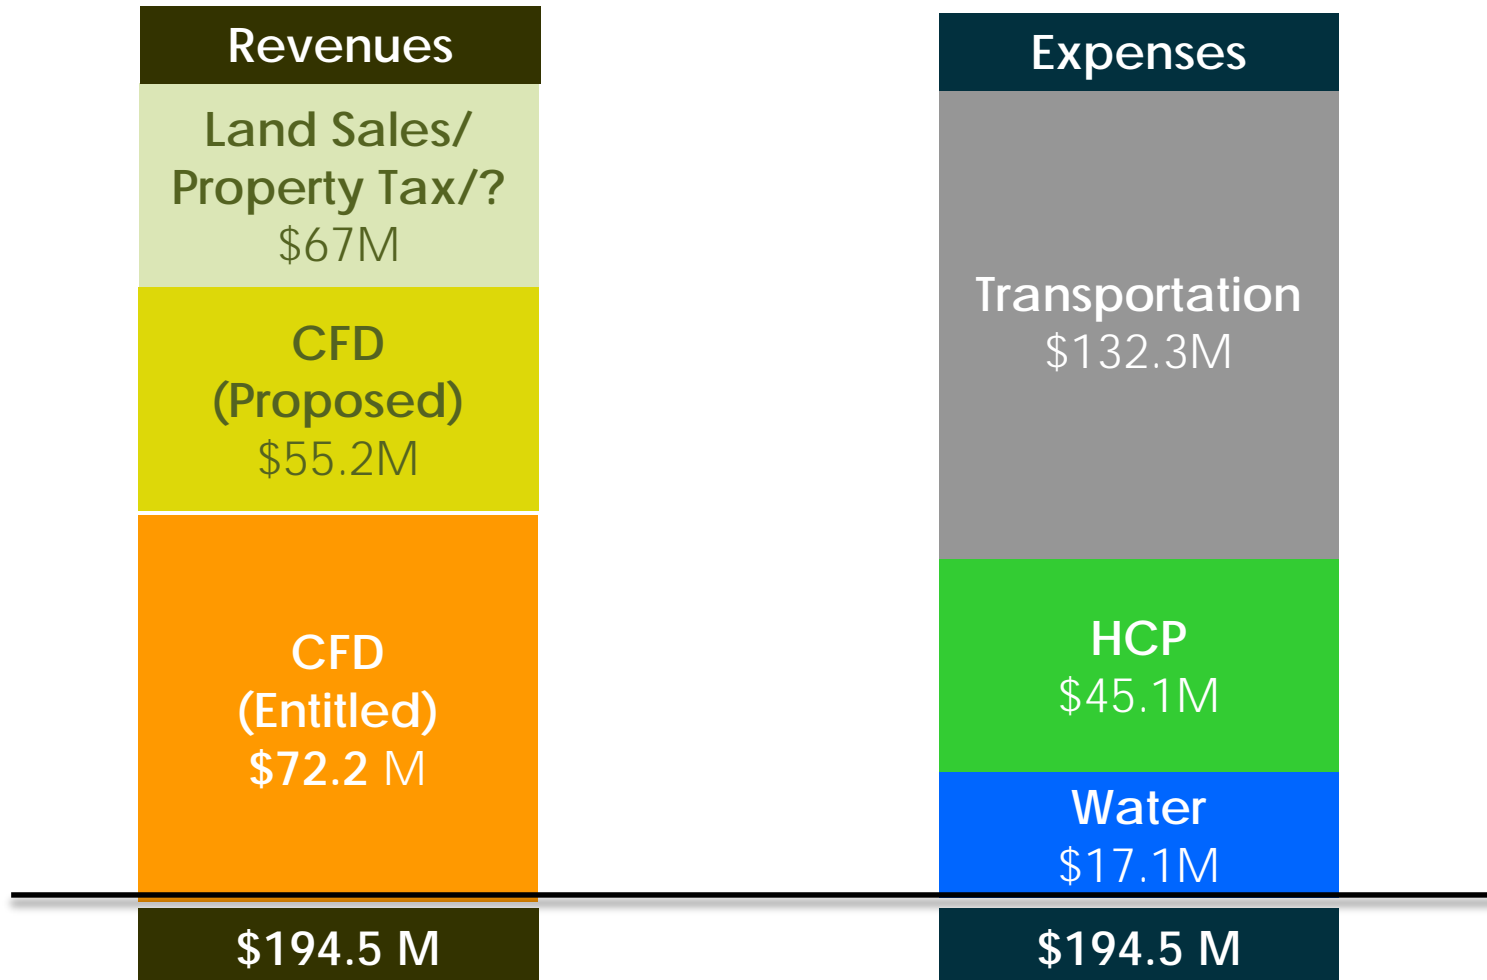 Revenues
Land Sales/
Property Tax/?
$67M
CFD
(Proposed)
$55.2M
CFD
(Entitled)
$72.2 M
$194.5 M
Expenses
Transportation
$132.3M
HCP
$45.1M
Water
$17.1M
$194.5 M